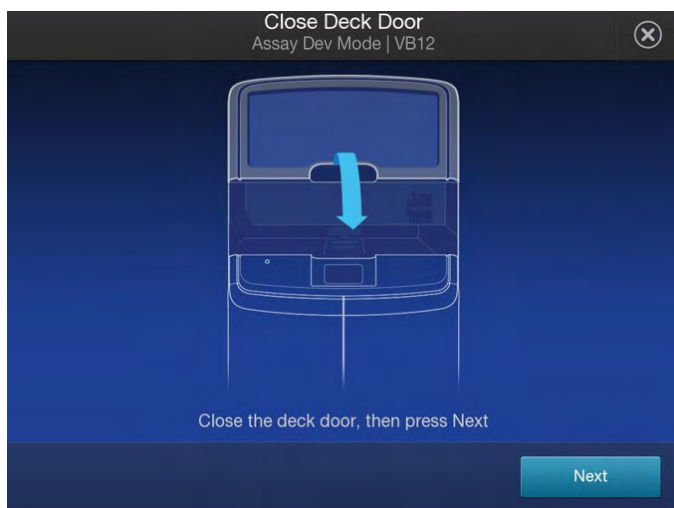 Close Deck Door
Assay Dev Mode | VB12
Close the deck door, then press Next
Next